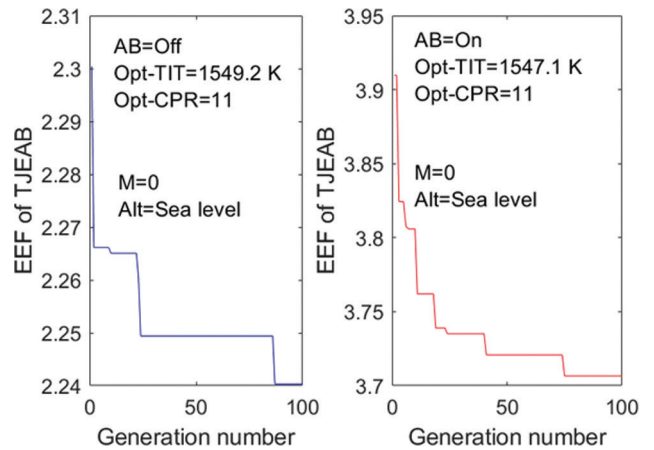 2.31
2.3
2.29
2.28
2.27
2.26
2.25
2.24
EEF of TJEAB
AB=Off
Opt-TIT=1549.2 K
Opt-CPR=11
M=0
Alt=Sea level
0
50
100
Generation number
3.95
3.9
3.85
3.8
3.75
3.7
EEF of TJEAB
AB=On
Opt-TIT=1547.1 K
Opt-CPR=11
M=0
Alt=Sea level
0
50
100
Generation number